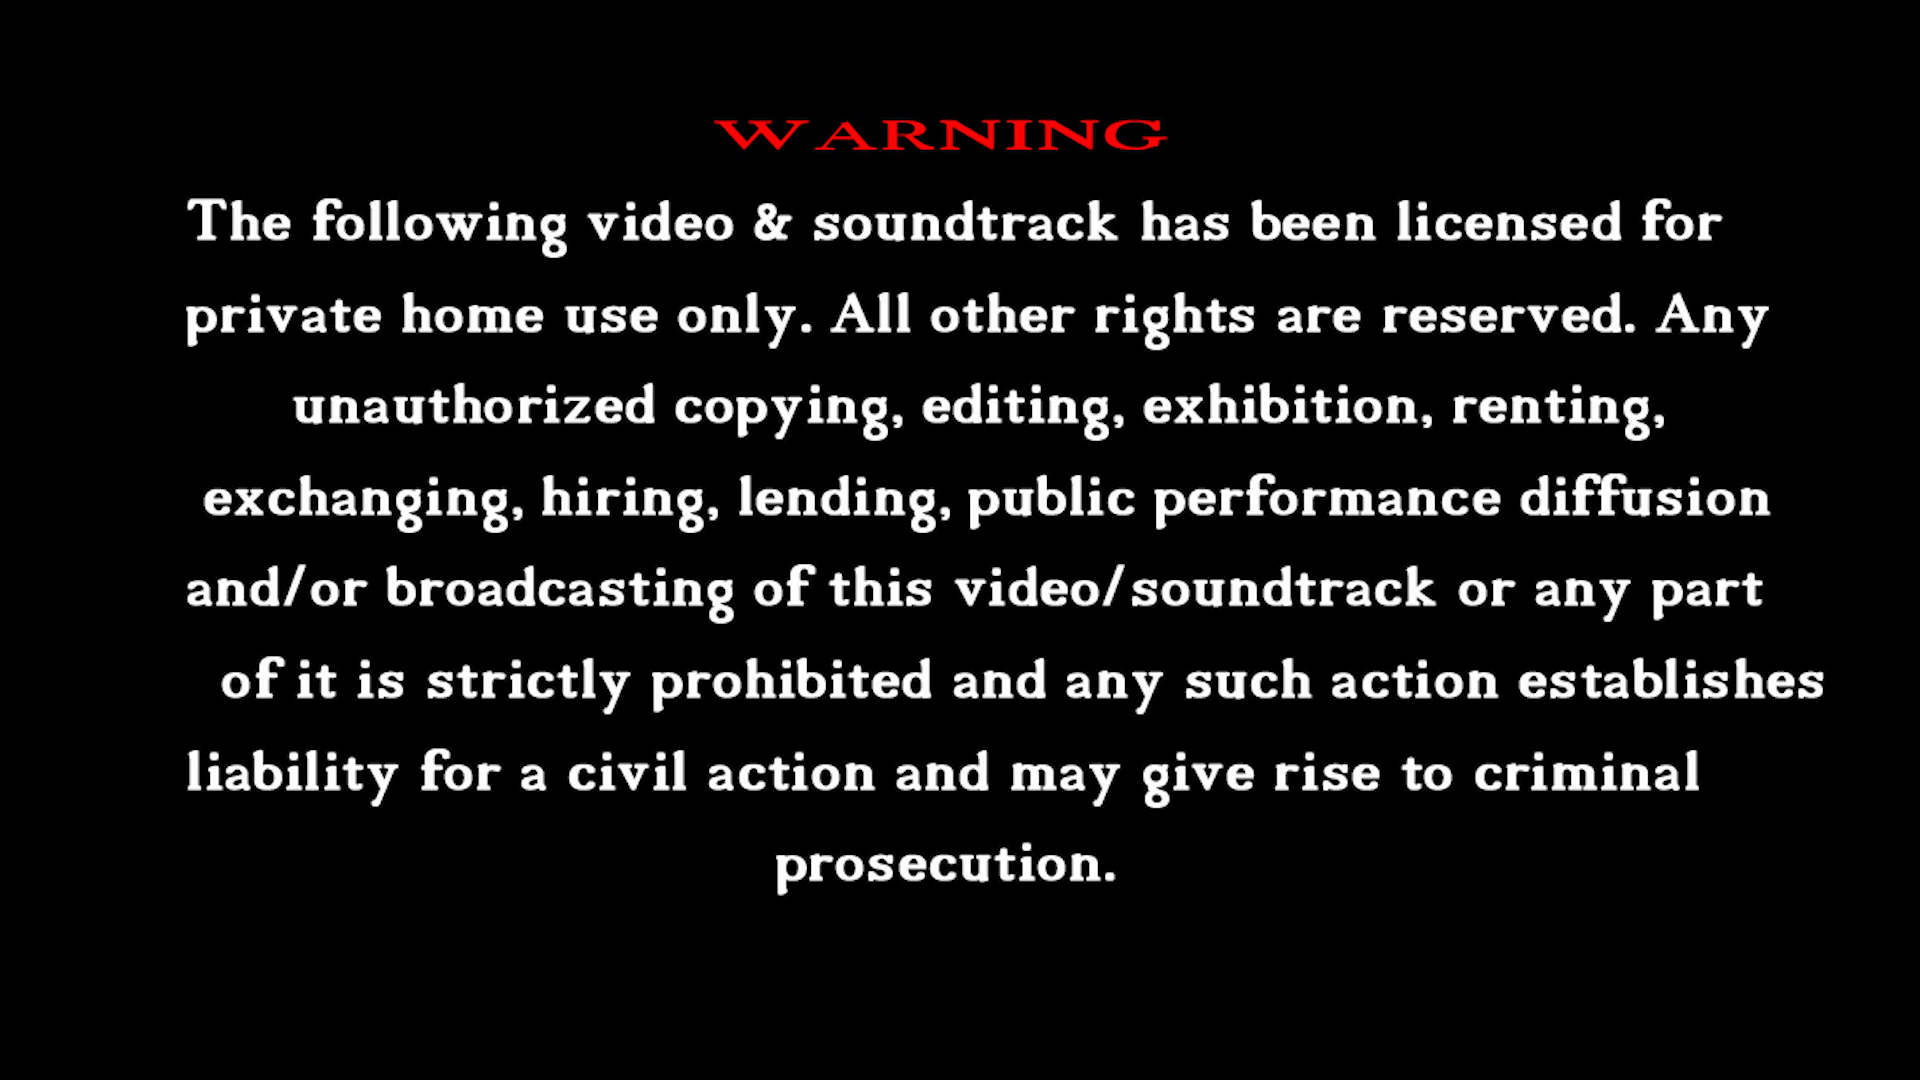 WARNING
The following video & soundtrack has been licensed for
private home use only. All other rights are reserved. Any
unauthorized copying, editing, exhibition, renting,
exchanging, hiring, lending, public performance diffusion
and/or broadcasting of this video/soundtrack or any part
of it is strictly prohibited and any such action establishes
liability for a civil action and may give rise to criminal
prosecution.